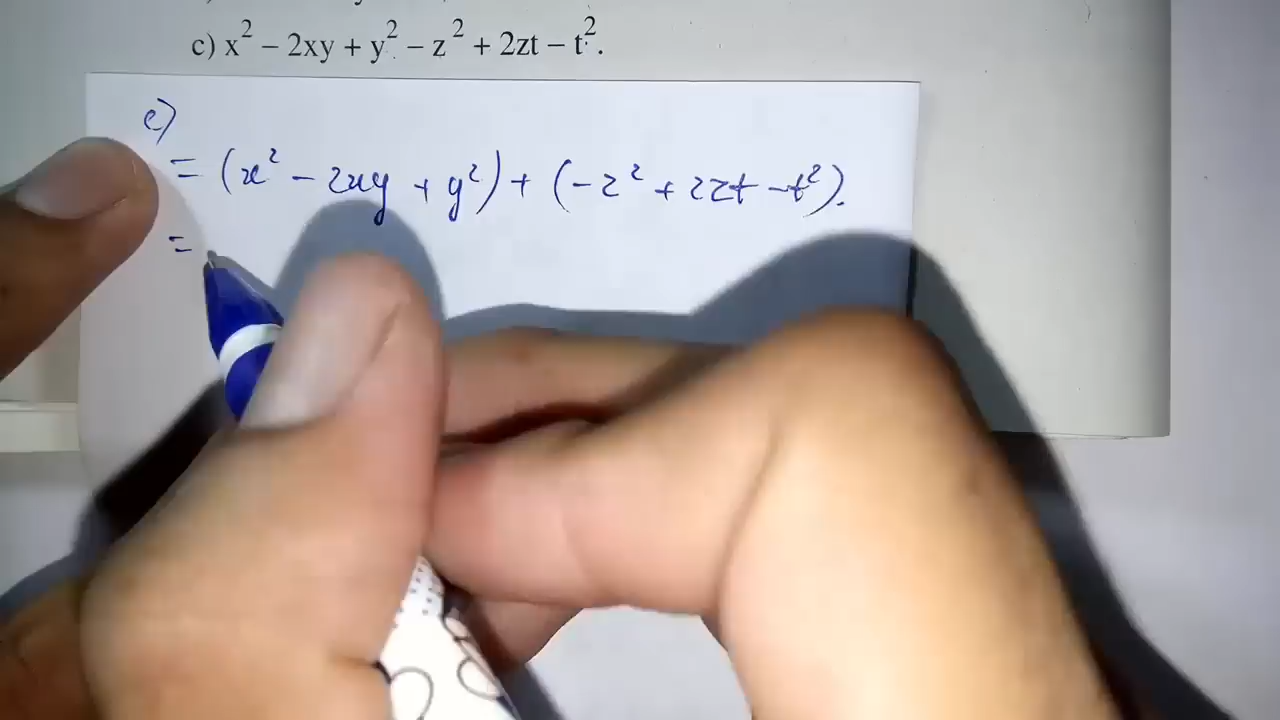 c) x² – 2xy + y² – z² + 2zt – t².
c)
= (x² – 2xy + y²) + (–z² + 2zt –t²).
=